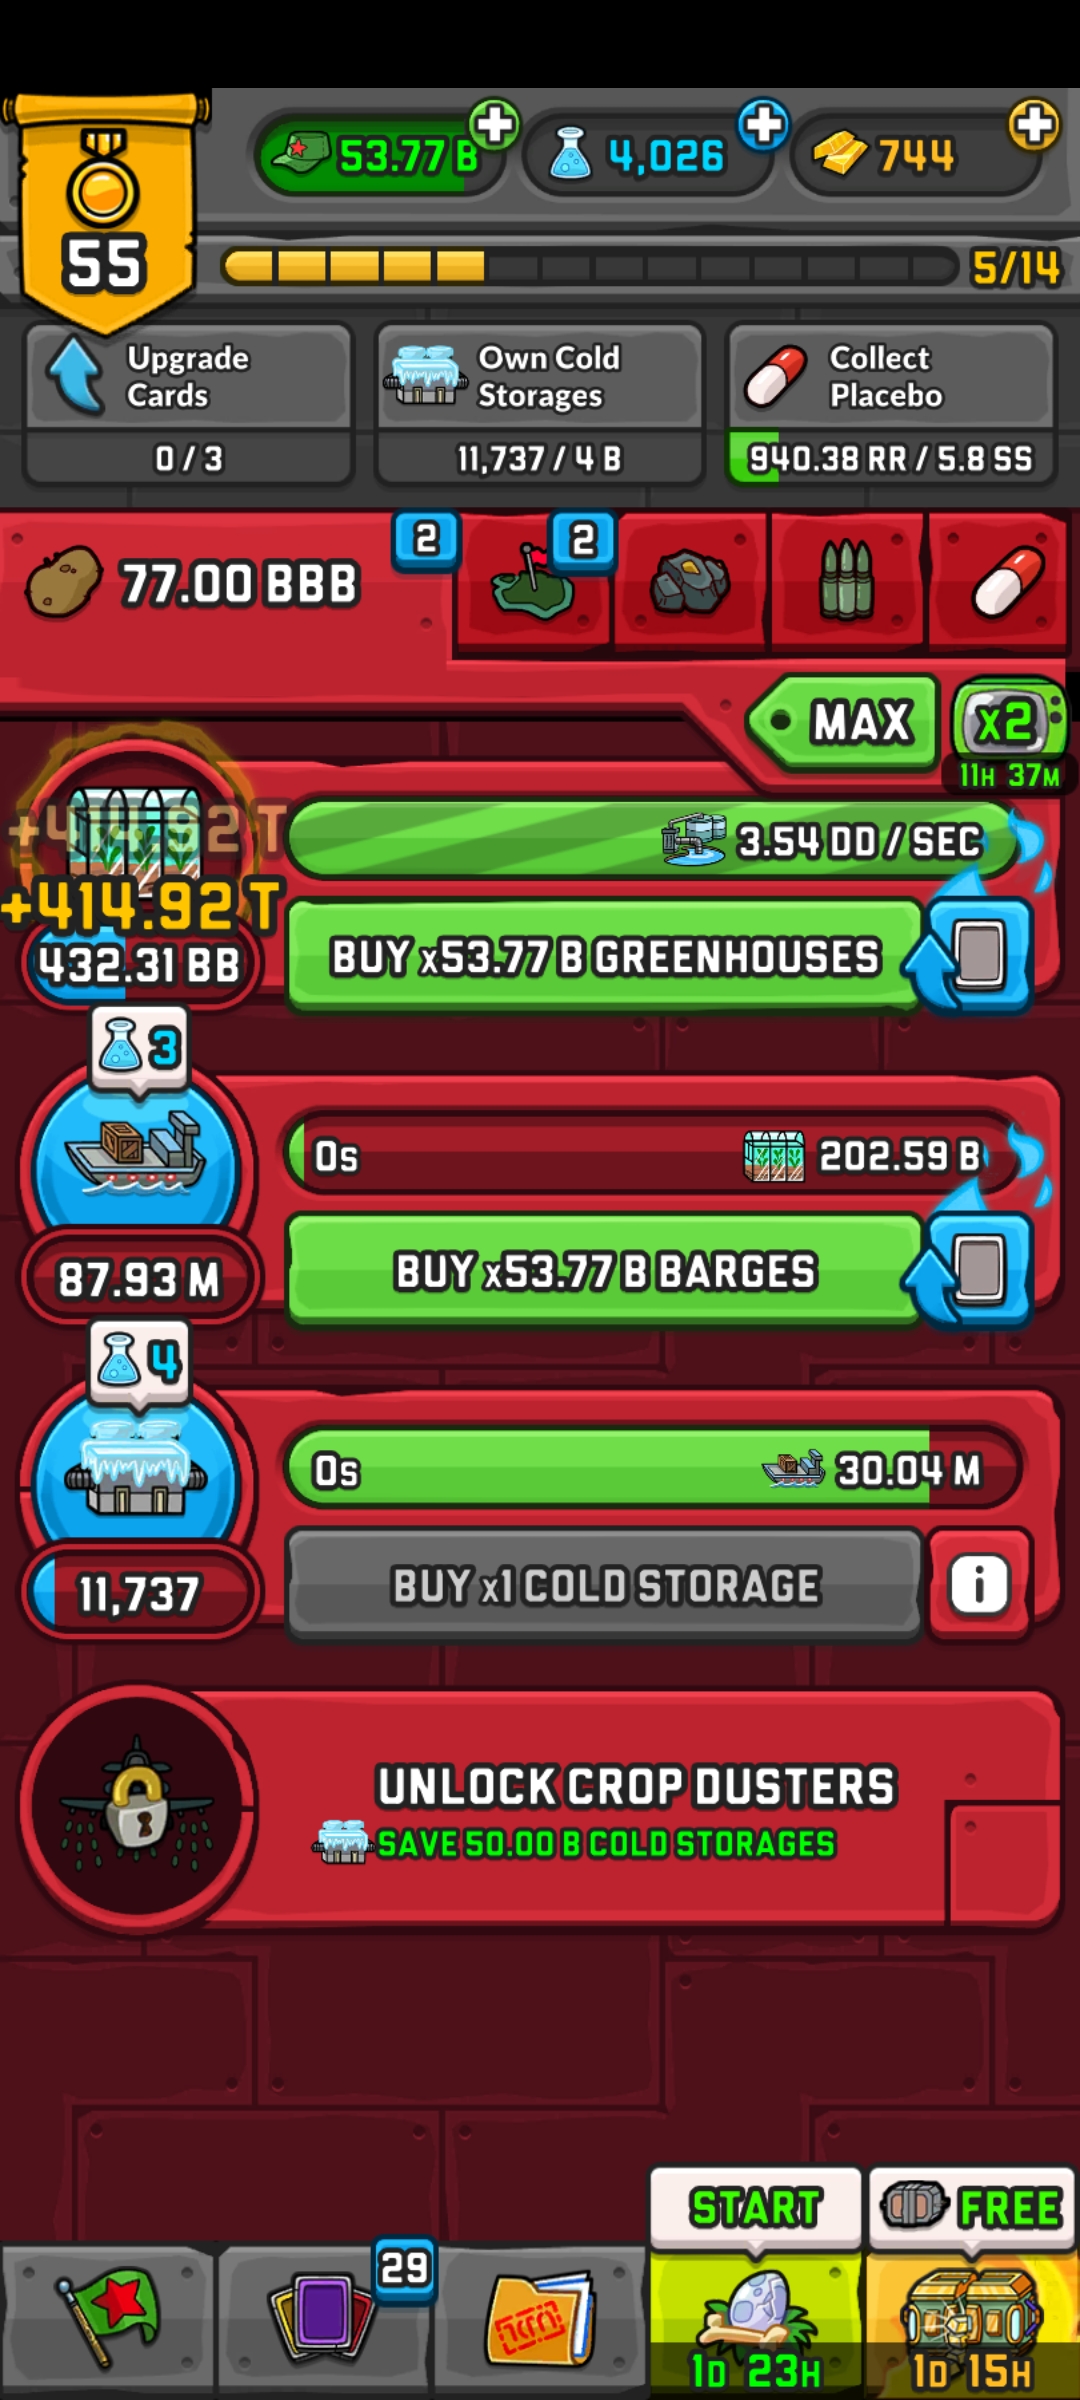 53.77 B
4,026
744
55
5/14
Upgrade
Cards
0 / 3
Own Cold
Storages
11,737 / 4 B
Collect
Placebo
940.38 RR / 5.8 SS
77.00 BBB
2
2
MAX
x2
11H 37M
+414.92 T
+414.92 T
432.31 BB
3.54 DD / SEC
BUY x53.77 B GREENHOUSES
3
87.93 M
0s
202.59 B
BUY x53.77 B BARGES
4
11,737
0s
30.04 M
BUY x1 COLD STORAGE
i
UNLOCK CROP DUSTERS
SAVE 50.00 B COLD STORAGES
29
START
1D 23H
FREE
1D 15H